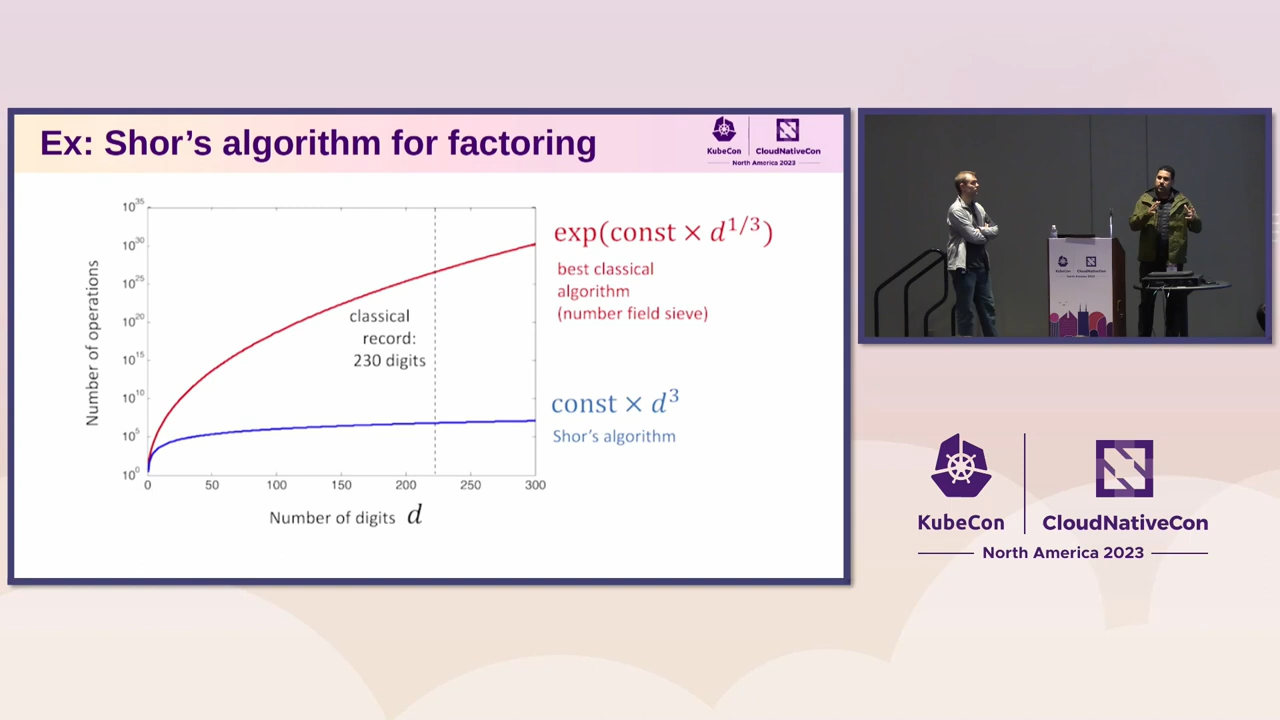 Ex: Shor's algorithm for factoring
KubeCon
CloudNativeCon
North America 2023
10^35
10^30
10^25
10^20
10^15
10^10
10^5
10^0
Number of operations
0 50 100 150 200 250 300
Number of digits d
classical
record:
230 digits
exp(const × d^1/3)
best classical
algorithm
(number field sieve)
const × d^3
Shor's algorithm
KubeCon
CloudNativeCon
North America 2023